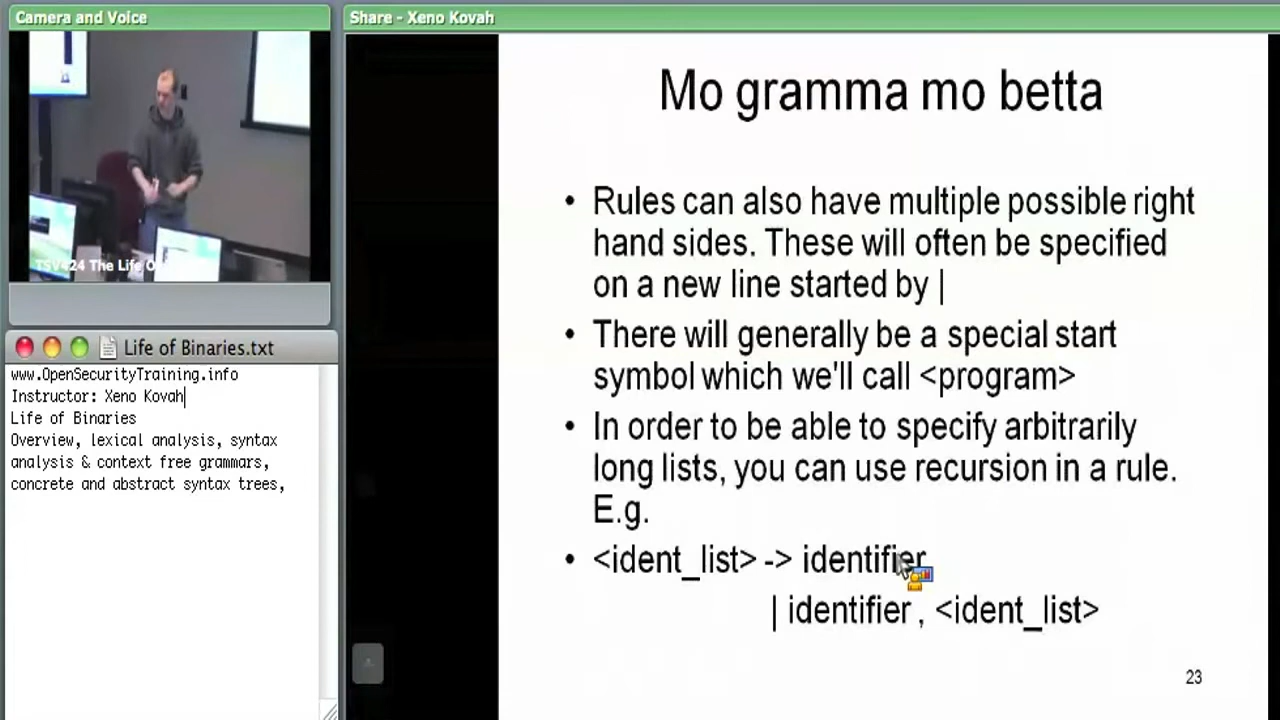 Camera and Voice
TSV424 The Life O
Life of Binaries.txt
www.OpenSecurityTraining.info
Instructor: Xeno Kovah
Life of Binaries
Overview, lexical analysis, syntax
analysis & context free grammars,
concrete and abstract syntax trees,
Share - Xeno Kovah
Mo gramma mo betta
• Rules can also have multiple possible right
hand sides. These will often be specified
on a new line started by |
• There will generally be a special start
symbol which we'll call <program>
• In order to be able to specify arbitrarily
long lists, you can use recursion in a rule.
E.g.
• <ident_list> -> identifier
| identifier , <ident_list>
23